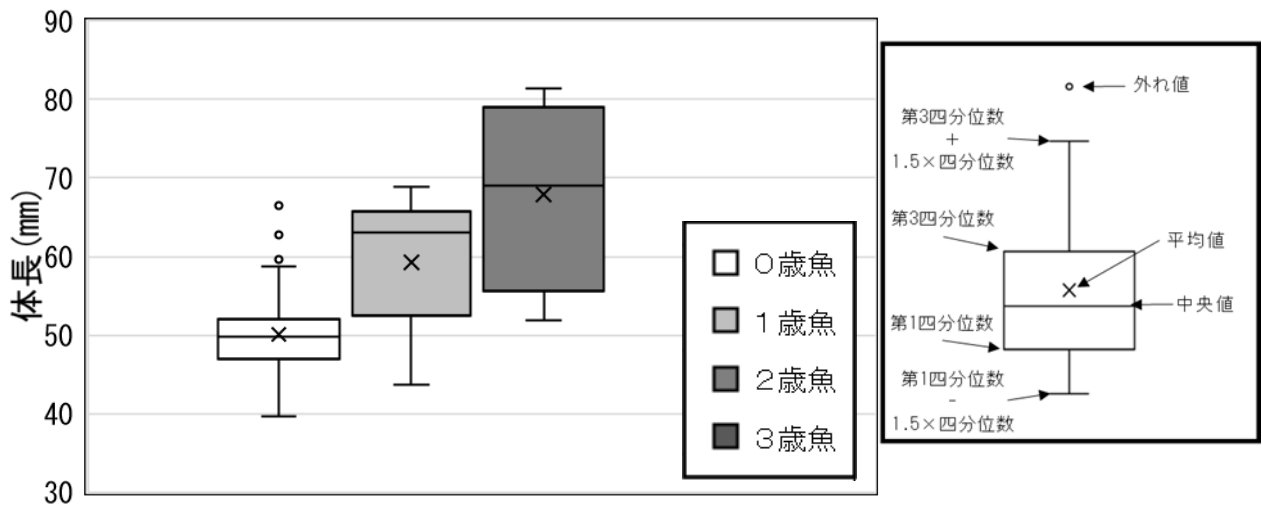 90
80
70
60
50
40
30
体長(mm)
０歳魚
１歳魚
２歳魚
３歳魚
外れ値
第3四分位数
+
1.5×四分位数
第3四分位数
平均値
中央値
第1四分位数
第1四分位数
-
1.5×四分位数